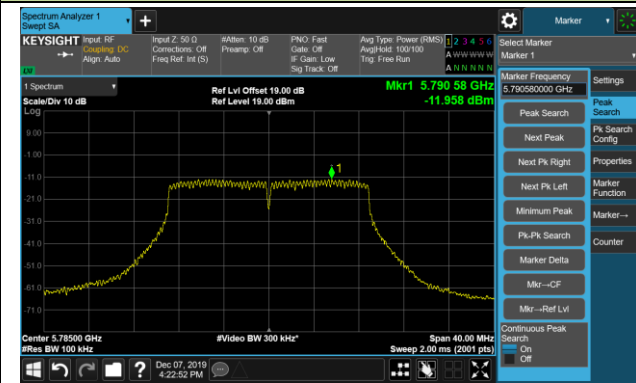 Spectrum Analyzer 1
Swept SA
Marker
KEYSIGHT
Input: RF
Coupling: DC
Align: Auto
Input Z: 50 Ω
Corrections: Off
Freq Ref: Int (S)
#Atten: 10 dB
Preamp: Off
PNO: Fast
Gate: Off
IF Gain: Low
Sig Track: Off
Avg Type: Power (RMS)
Avg|Hold: 100/100
Trig: Free Run
1 2 3 4 5 6
A W W W W W
A N N N N N
Select Marker
Marker 1
LXI
1 Spectrum
Scale/Div 10 dB
Log
Ref Lvl Offset 19.00 dB
Ref Level 19.00 dBm
Mkr1 5.790 58 GHz
-11.958 dBm
9.00
-1.00
-11.0
-21.0
-31.0
-41.0
-51.0
-61.0
-71.0
1
Center 5.78500 GHz
#Res BW 100 kHz
#Video BW 300 kHz*
Span 40.00 MHz
Sweep 2.00 ms (2001 pts)
Marker Frequency
5.790580000 GHz
Peak Search
Next Peak
Next Pk Right
Next Pk Left
Minimum Peak
Pk-Pk Search
Marker Delta
Mkr→CF
Mkr→Ref Lvl
Continuous Peak
Search
On
Off
Settings
Peak
Search
Pk Search
Config
Properties
Marker
Function
Marker→
Counter
?
Dec 07, 2019
4:22:52 PM